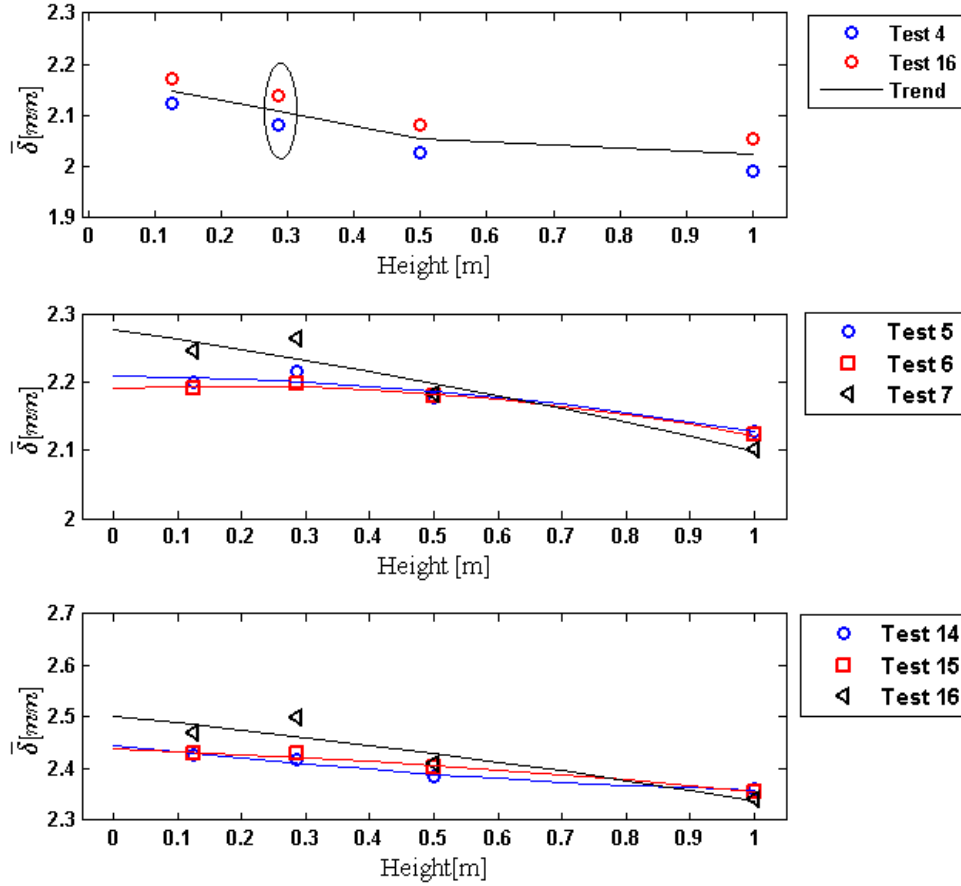 2.3
2.2
2.1
2
1.9
δ̄[mm]
0 0.1 0.2 0.3 0.4 0.5 0.6 0.7 0.8 0.9 1
Height [m]
Test 4
Test 16
Trend
2.3
2.2
2.1
2
δ̄[mm]
0 0.1 0.2 0.3 0.4 0.5 0.6 0.7 0.8 0.9 1
Height [m]
Test 5
Test 6
Test 7
2.7
2.6
2.5
2.4
2.3
δ̄[mm]
0 0.1 0.2 0.3 0.4 0.5 0.6 0.7 0.8 0.9 1
Height[m]
Test 14
Test 15
Test 16